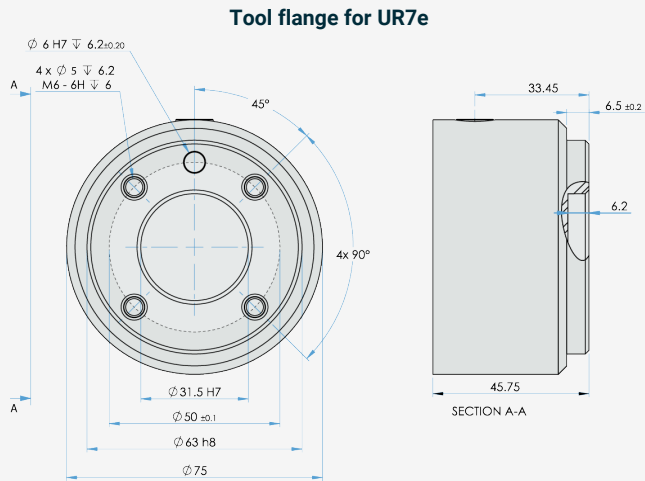 Tool flange for UR7e
∅ 6 H7 ↧ 6.2±0.20
4 x ∅ 5 ↧ 6.2
M6 - 6H ↧ 6
A
45°
4x 90°
A
∅31.5 H7
∅50 ±0.1
∅63 h8
∅75
33.45
6.5 ±0.2
6.2
45.75
SECTION A-A